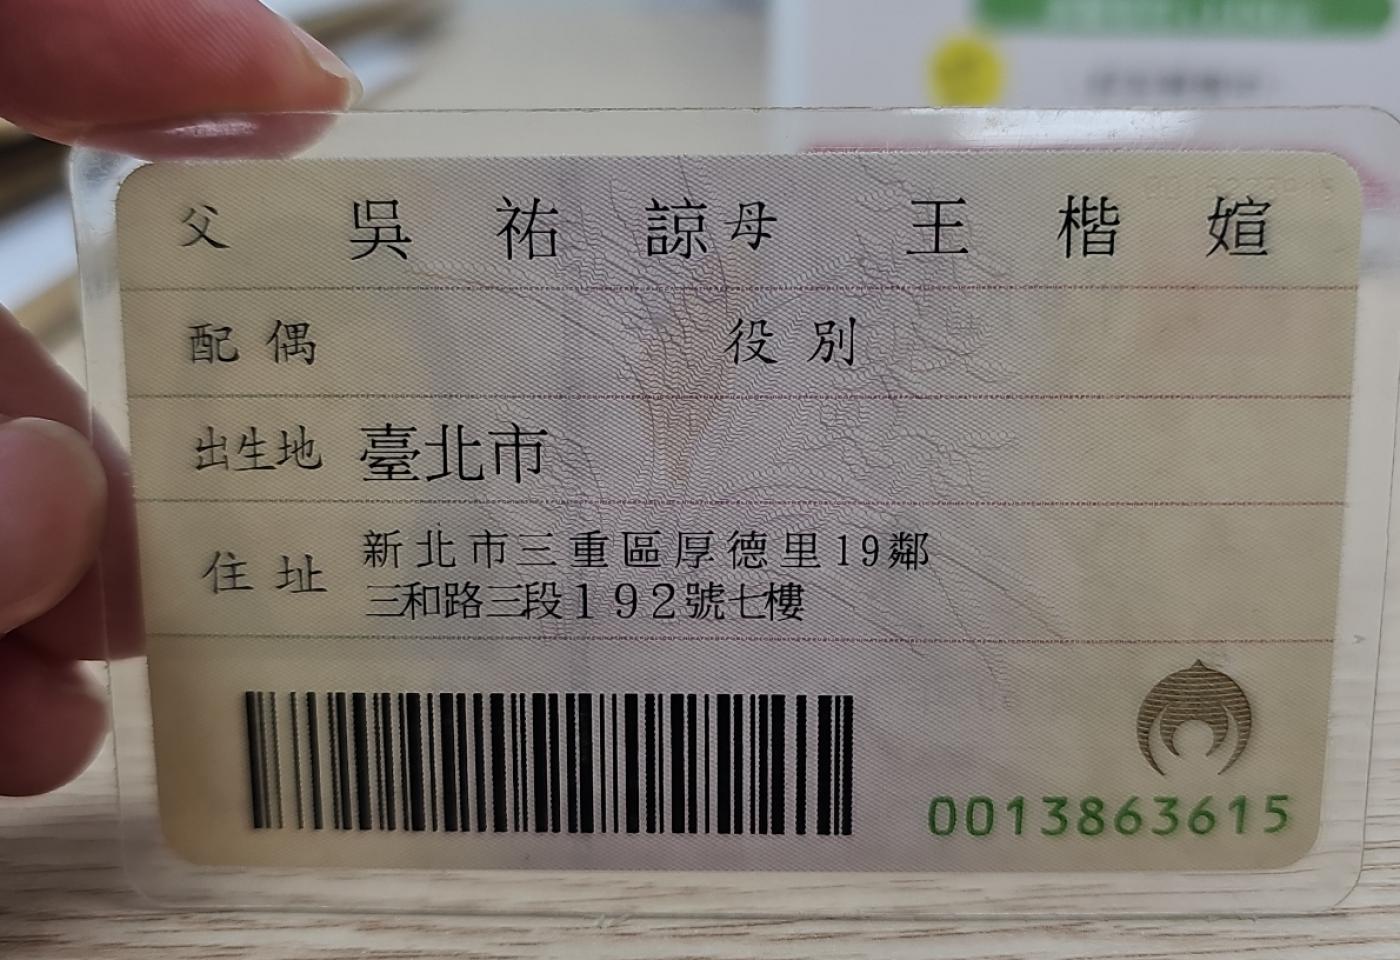 父 吳祐諒 母 王楷媗
配偶 役別
出生地 臺北市
住址 新北市三重區厚德里19鄰
三和路三段192號七樓
0013863615